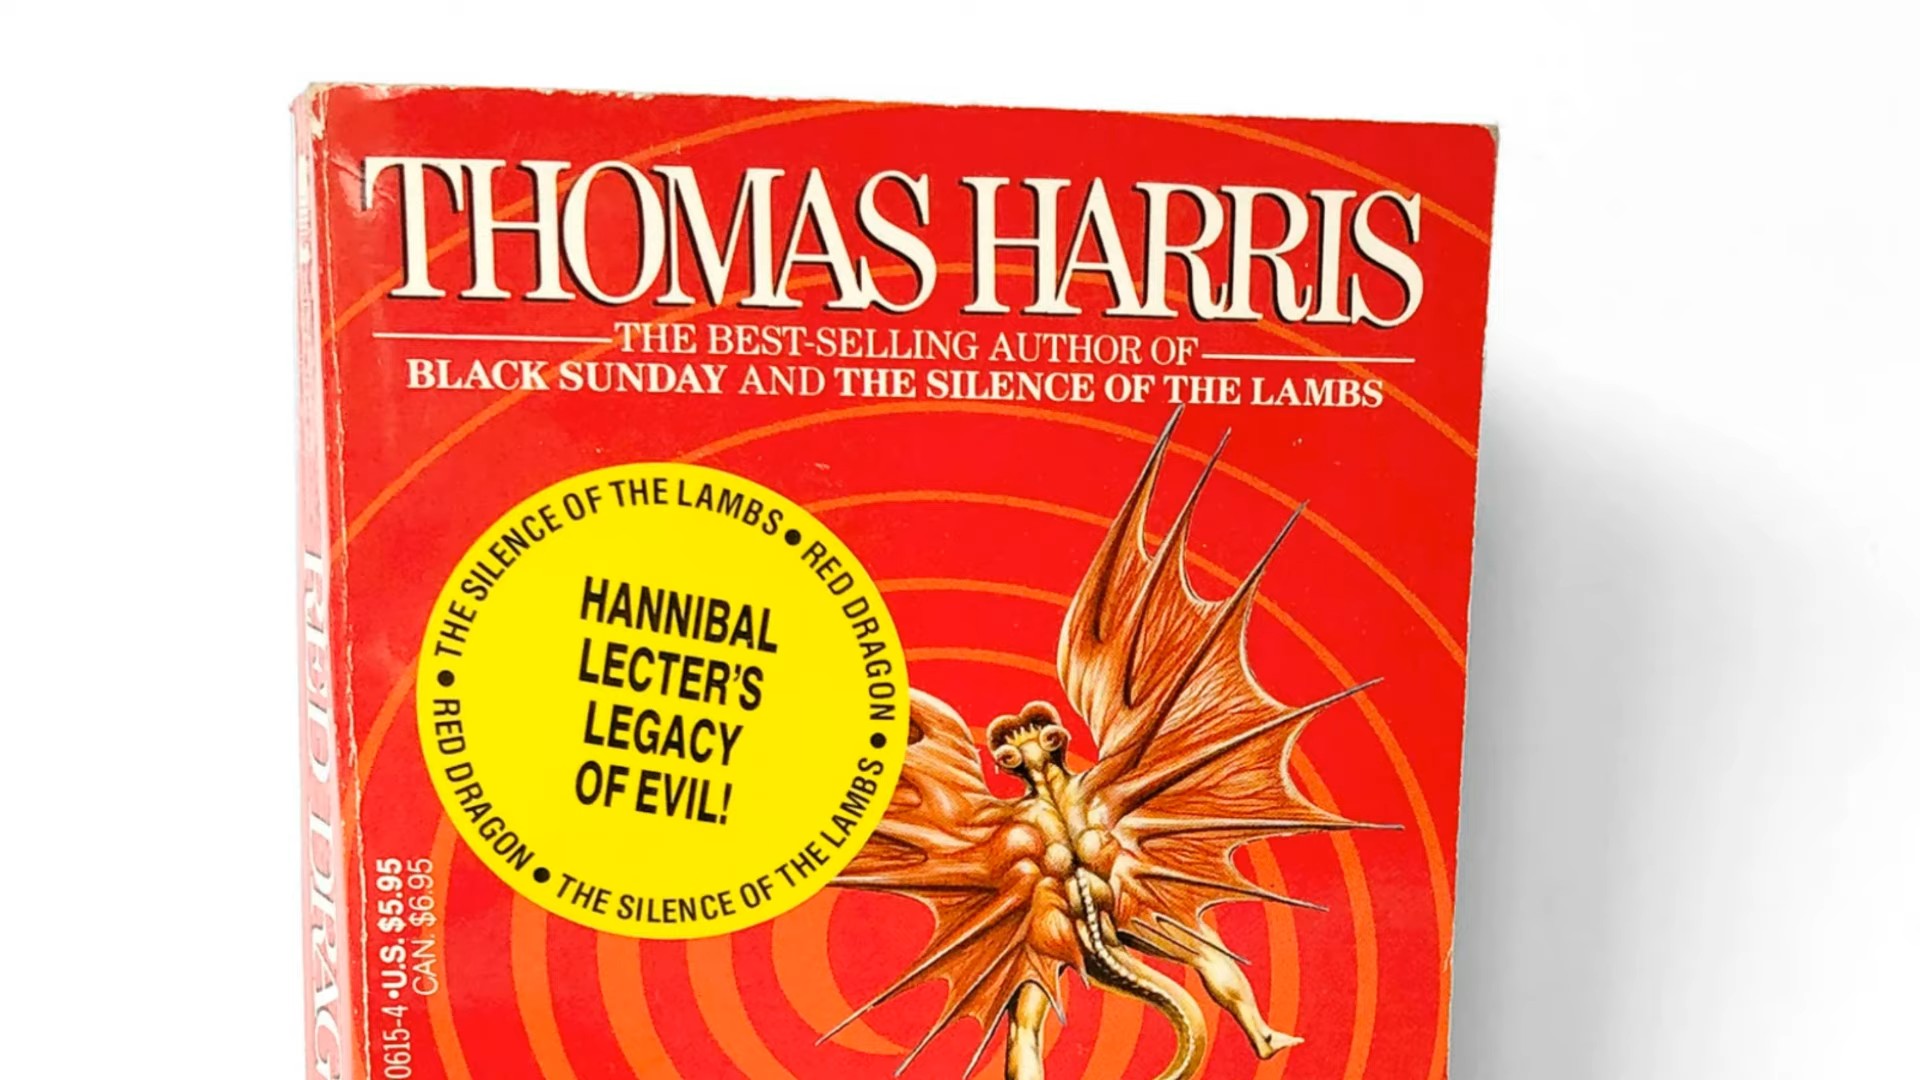 THOMAS HARRIS
THE BEST-SELLING AUTHOR OF
BLACK SUNDAY AND THE SILENCE OF THE LAMBS
• THE SILENCE OF THE LAMBS • RED DRAGON • THE SILENCE OF THE LAMBS • RED DRAGON
HANNIBAL
LECTER'S
LEGACY
OF EVIL!
0615-4 • U.S. $5.95
CAN. $6.95
RED DRAG